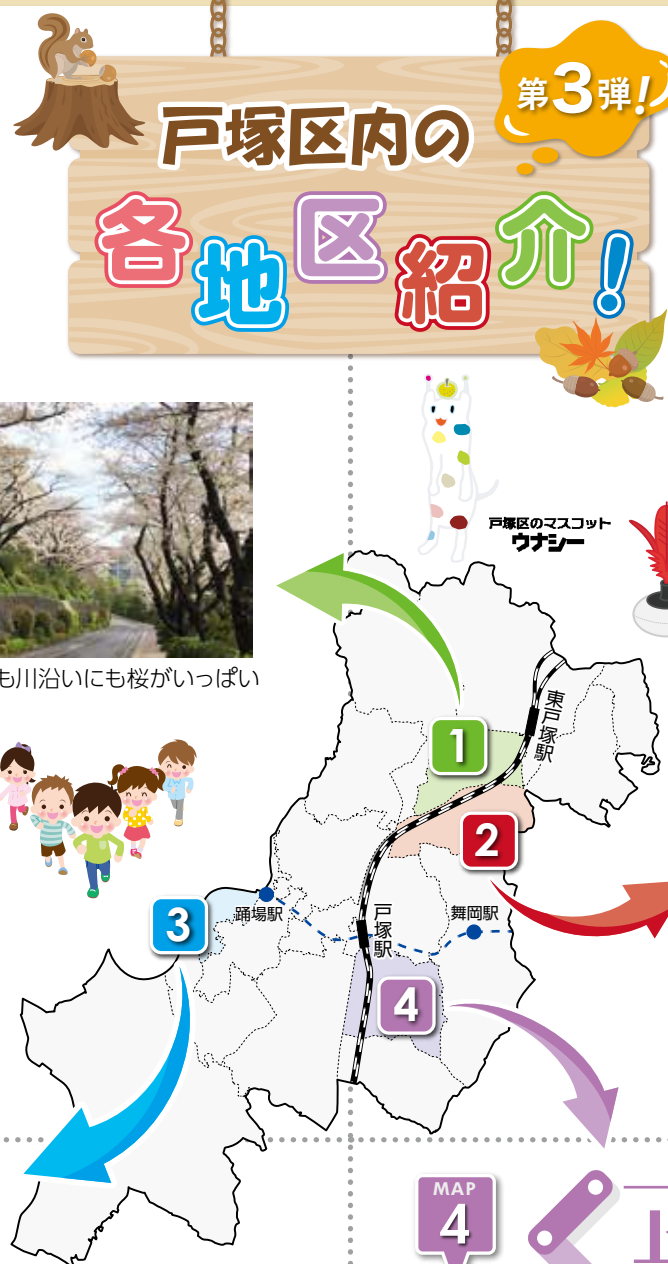 第3弾!
戸塚区内の
各地区紹介!
戸塚区のマスコット
ウナシー
も川沿いにも桜がいっぱい
東戸塚駅
1
2
3
踊場駅
戸塚駅
舞岡駅
4
MAP
4